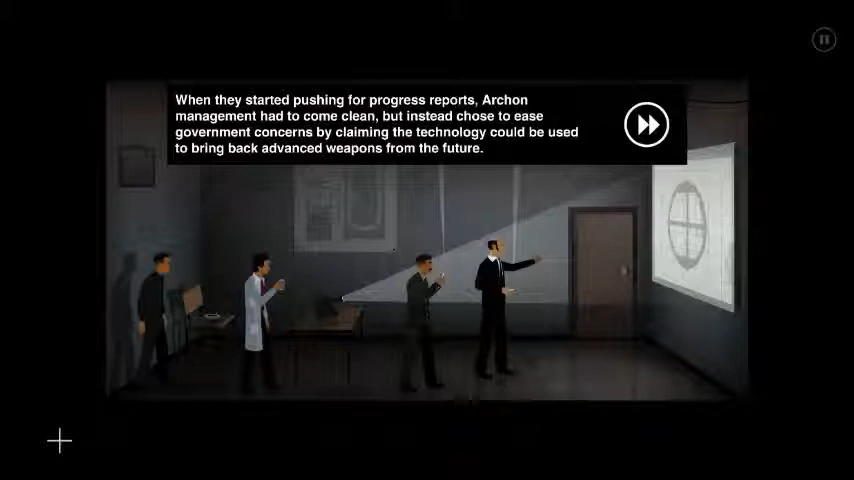 When they started pushing for progress reports, Archon
management had to come clean, but instead chose to ease
government concerns by claiming the technology could be used
to bring back advanced weapons from the future.